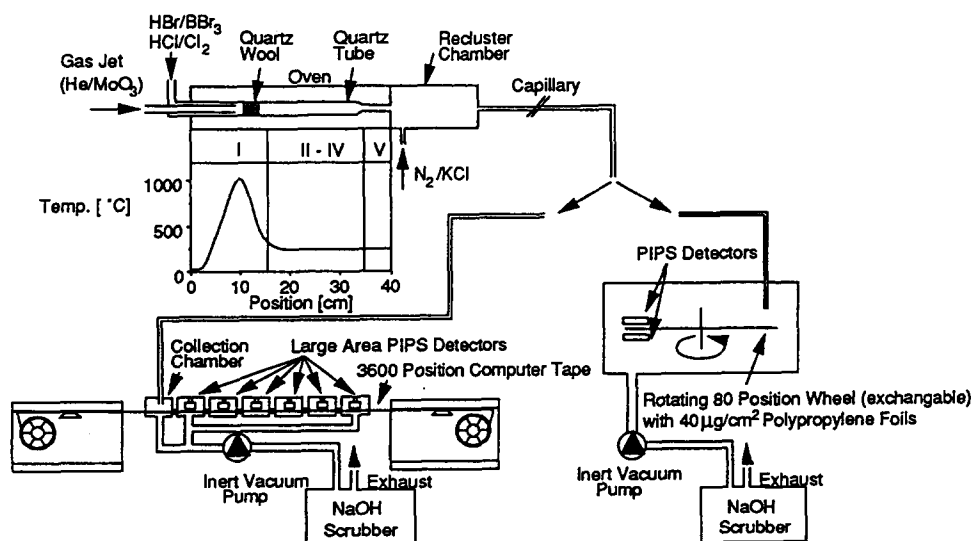 HBr/BBr3
HCl/Cl2
Gas Jet
(He/MoO3)
Quartz
Wool
Quartz
Tube
Oven
Recluster
Chamber
Capillary
I
II - IV
V
N2/KCl
Temp. [ °C]
1000
500
0
0
10
20
30
40
Position [cm]
PIPS Detectors
Collection
Chamber
Large Area PIPS Detectors
3600 Position Computer Tape
Rotating 80 Position Wheel (exchangable)
with 40µg/cm2 Polypropylene Foils
Inert Vacuum
Pump
Exhaust
NaOH
Scrubber
Inert Vacuum
Pump
Exhaust
NaOH
Scrubber